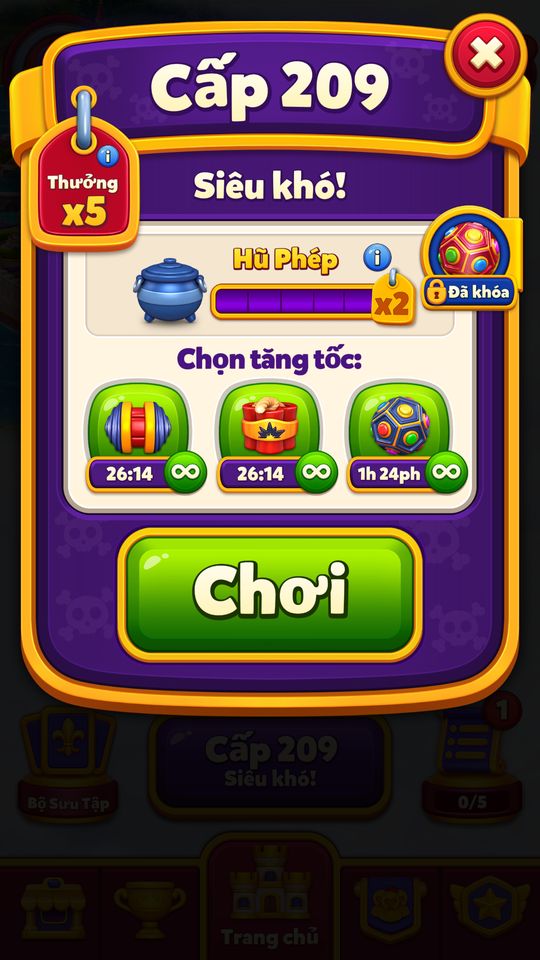 Cấp 209
Thưởng
x5
Siêu khó!
Hũ Phép
x2
Đã khóa
Chọn tăng tốc:
26:14
26:14
1h 24ph
Chơi
1
Cấp 209
Siêu khó!
Bộ Sưu Tập
0/5
Trang chủ